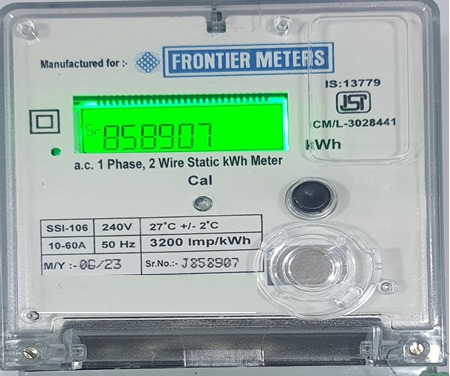 Manufactured for :- FRONTIER METERS
IS:13779
ISI
CM/L-3028441
Sr 858907
kWh
a.c. 1 Phase, 2 Wire Static kWh Meter
Cal
SSI-106 240V 27°C +/- 2°C
10-60A 50 Hz 3200 Imp/kWh
M/Y :-06/23 Sr.No.:- J858907